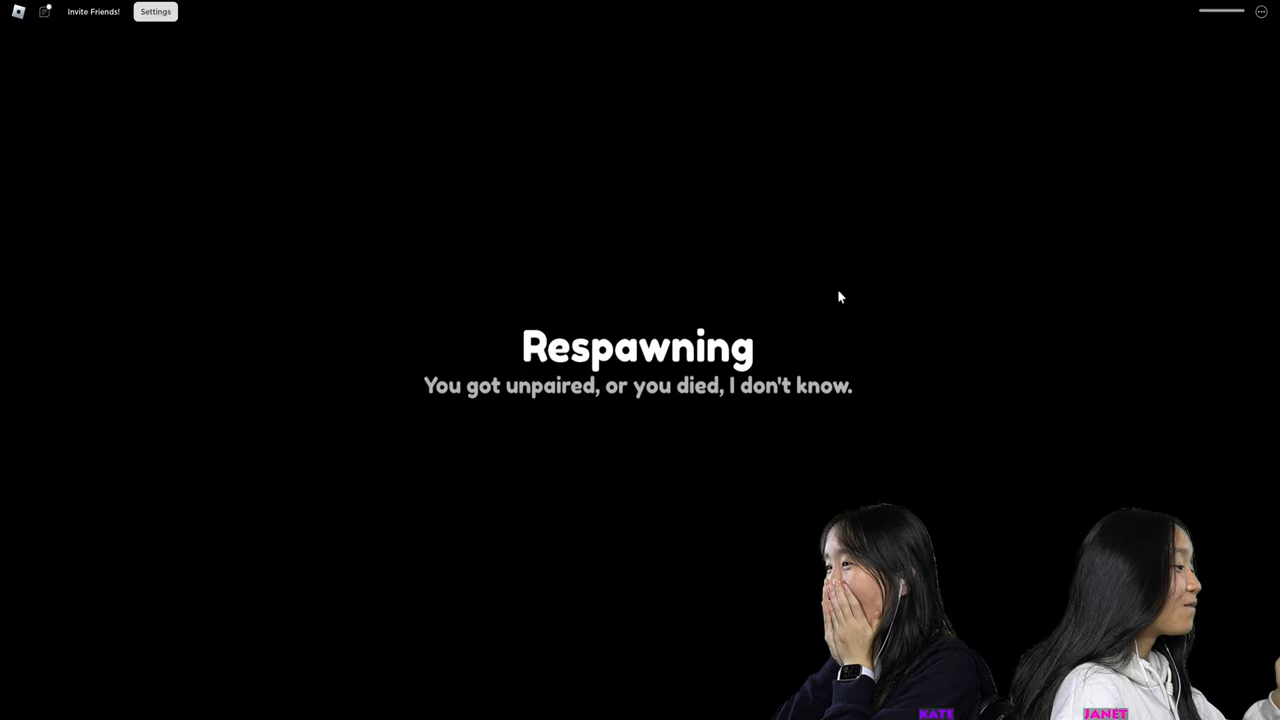 Invite Friends!
Settings
Respawning
You got unpaired, or you died, I don't know.
KATE
JANET